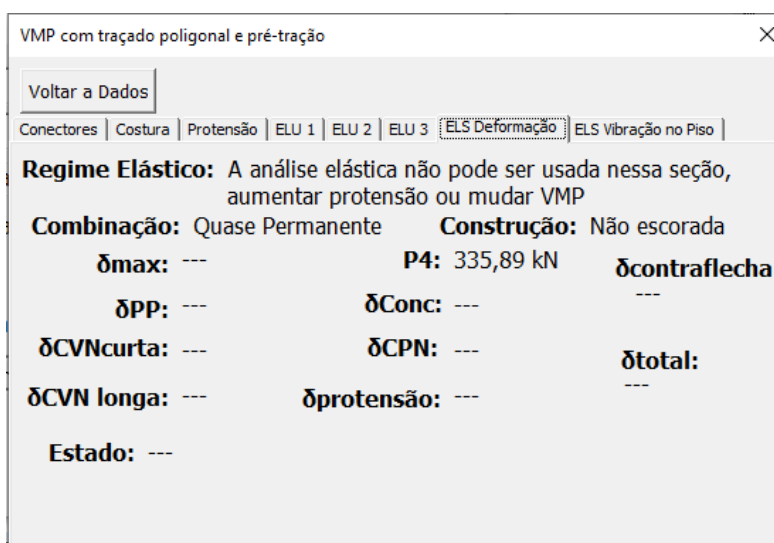 VMP com traçado poligonal e pré-tração
Voltar a Dados
Conectores Costura Protensão ELU 1 ELU 2 ELU 3 ELS Deformação ELS Vibração no Piso
Regime Elástico: A análise elástica não pode ser usada nessa seção,
aumentar protensão ou mudar VMP
Combinação: Quase Permanente Construção: Não escorada
δmax: --- P4: 335,89 kN δcontraflecha
---
δPP: --- δConc: ---
δCVNcurta: --- δCPN: --- δtotal:
---
δCVN longa: --- δprotensão: ---
Estado: ---